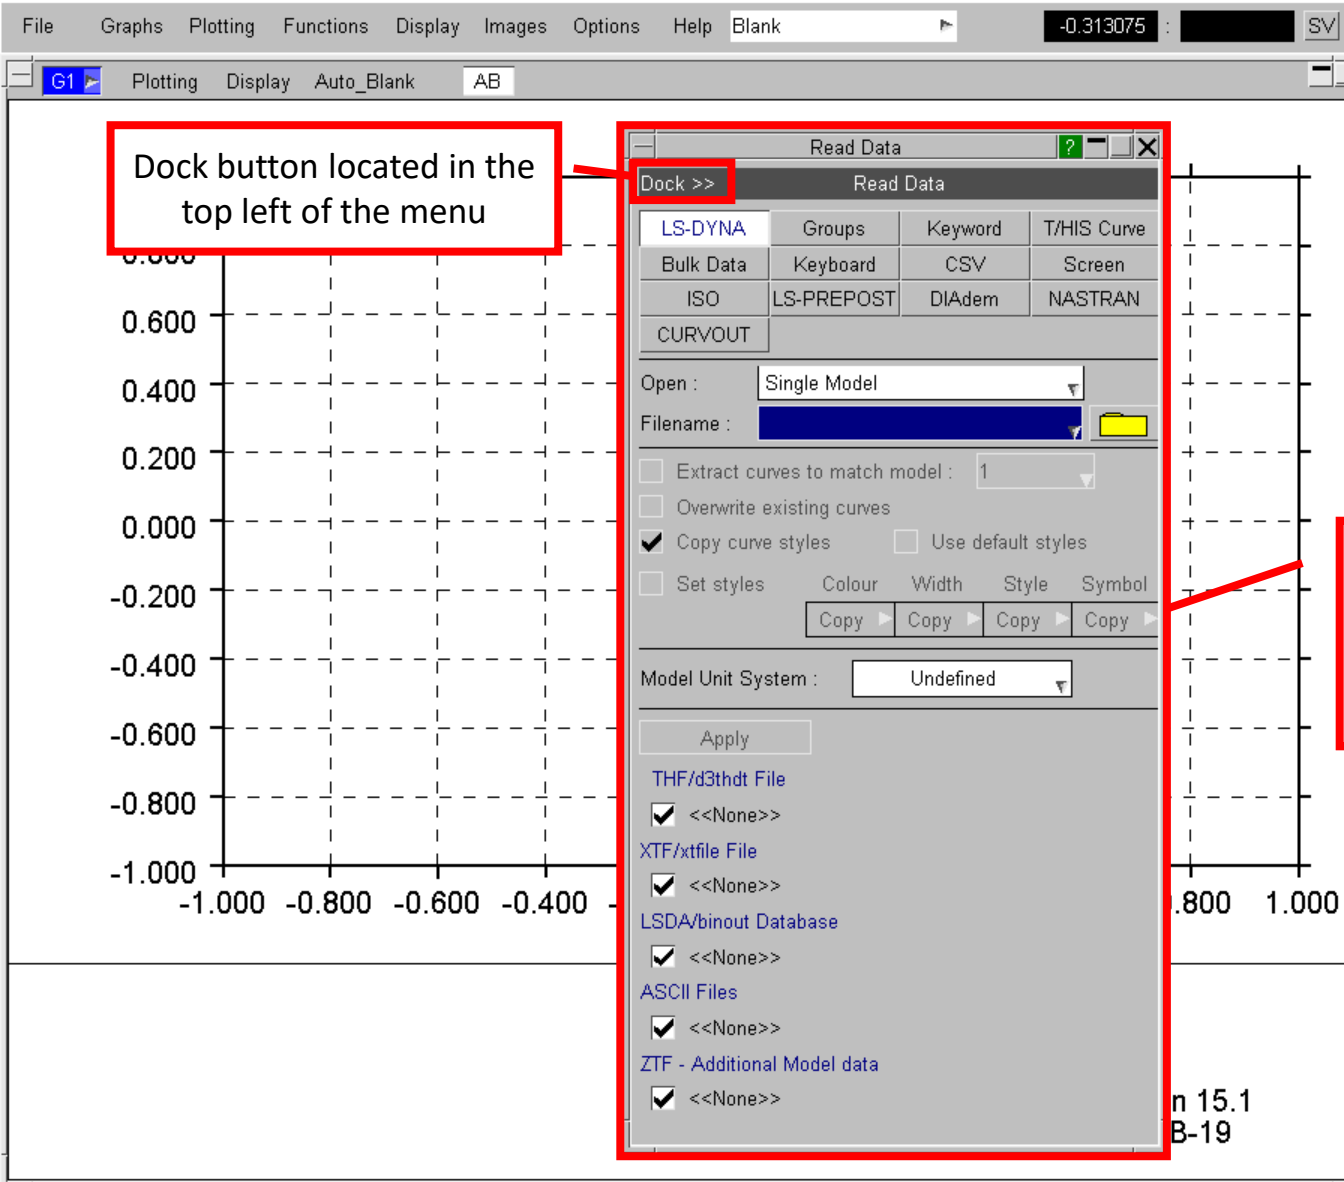 File Graphs Plotting Functions Display Images Options Help Blank -0.313075 : SV
G1 Plotting Display Auto_Blank AB
Dock button located in the
top left of the menu
Read Data ?
Dock >> Read Data
LS-DYNA Groups Keyword T/HIS Curve
Bulk Data Keyboard CSV Screen
ISO LS-PREPOST DIAdem NASTRAN
CURVOUT
Open : Single Model
Filename :
Extract curves to match model : 1
Overwrite existing curves
Copy curve styles Use default styles
Set styles Colour Width Style Symbol
Copy Copy Copy Copy
Model Unit System : Undefined
Apply
THF/d3thdt File
<<None>>
XTF/xtfile File
<<None>>
LSDA/binout Database
<<None>>
ASCII Files
<<None>>
ZTF - Additional Model data
<<None>>
0.600
0.400
0.200
0.000
-0.200
-0.400
-0.600
-0.800
-1.000
-1.000 -0.800 -0.600 -0.400 .800 1.000
n 15.1
B-19